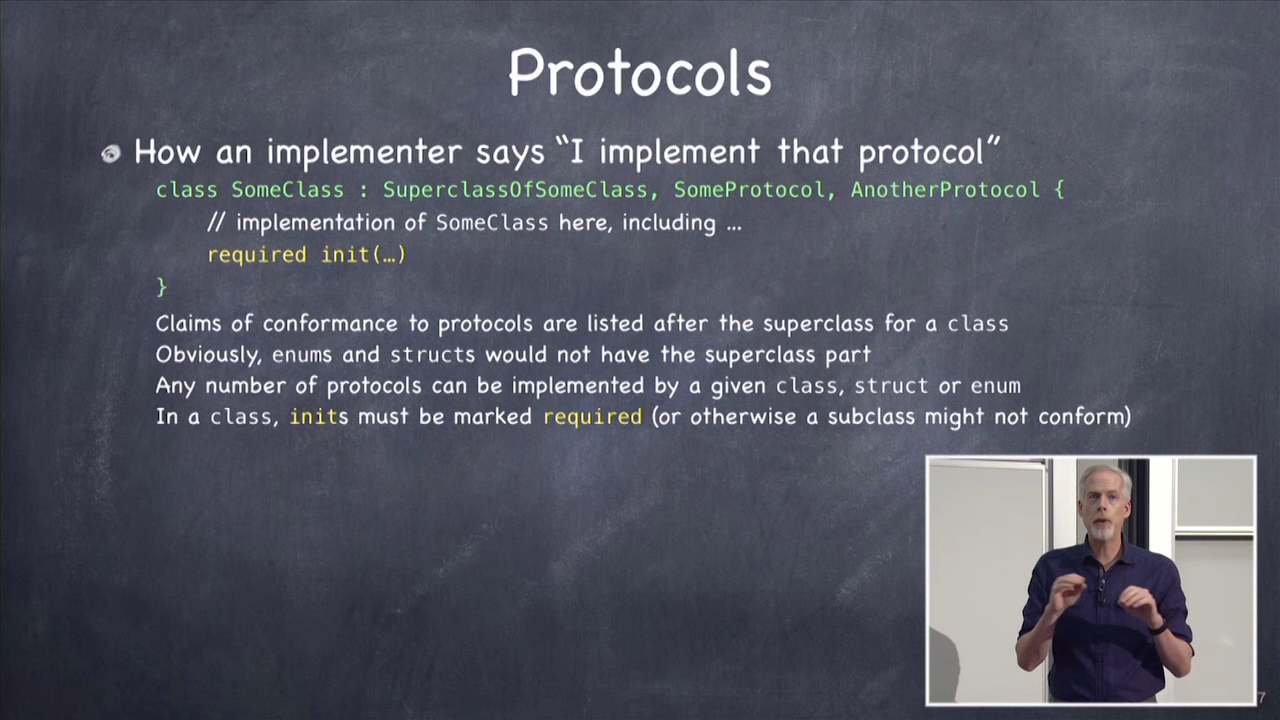 Protocols
How an implementer says “I implement that protocol”
class SomeClass : SuperclassOfSomeClass, SomeProtocol, AnotherProtocol {
// implementation of SomeClass here, including ...
required init(…)
}
Claims of conformance to protocols are listed after the superclass for a class
Obviously, enums and structs would not have the superclass part
Any number of protocols can be implemented by a given class, struct or enum
In a class, inits must be marked required (or otherwise a subclass might not conform)